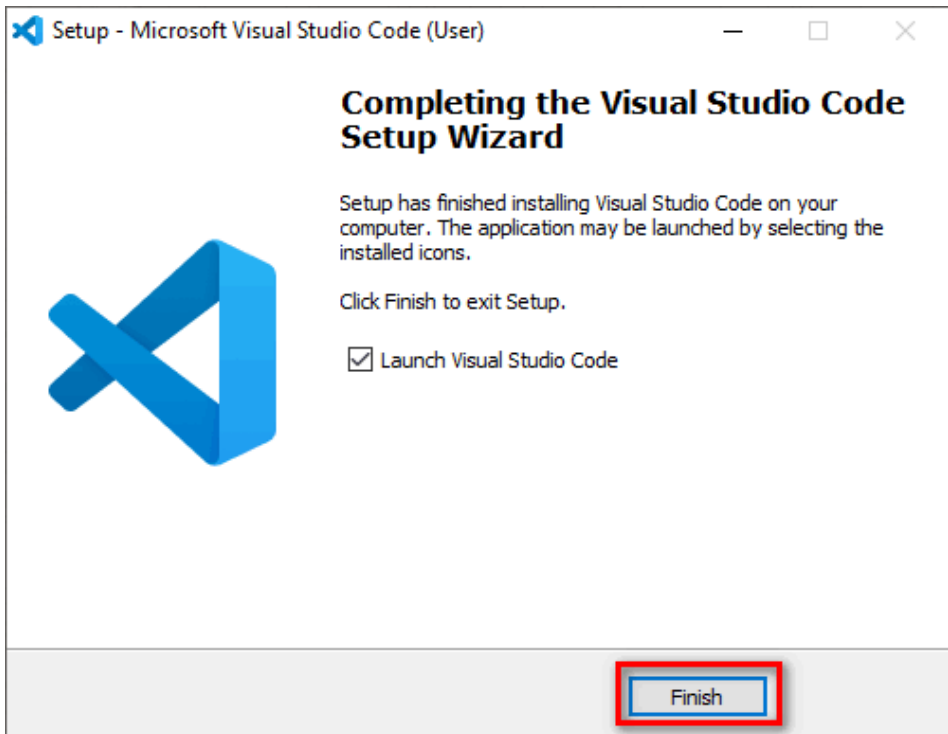 Setup - Microsoft Visual Studio Code (User)
Completing the Visual Studio Code
Setup Wizard
Setup has finished installing Visual Studio Code on your
computer. The application may be launched by selecting the
installed icons.
Click Finish to exit Setup.
Launch Visual Studio Code
Finish